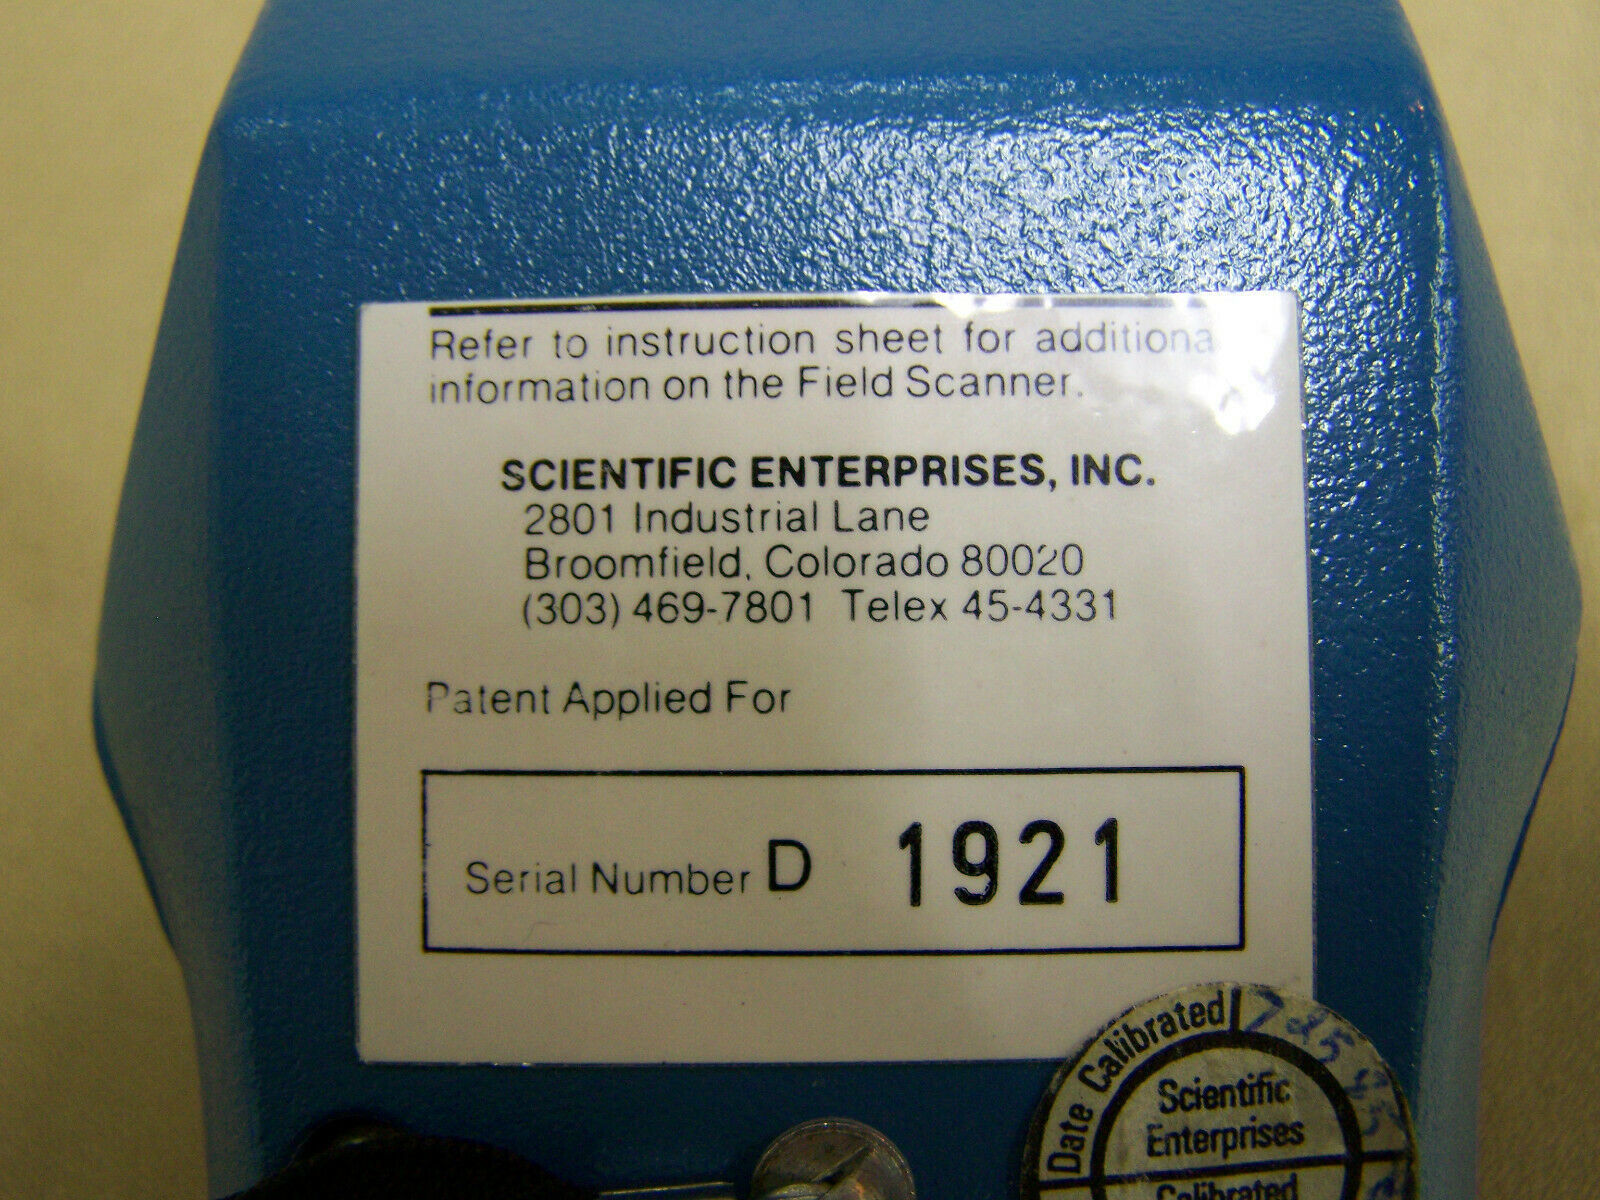 Refer to instruction sheet for additiona
information on the Field Scanner.
SCIENTIFIC ENTERPRISES, INC.
2801 Industrial Lane
Broomfield, Colorado 80020
(303) 469-7801 Telex 45-4331
Patent Applied For
Serial Number D 1921
Date Calibrated
Scientific
Enterprises
Calibrated